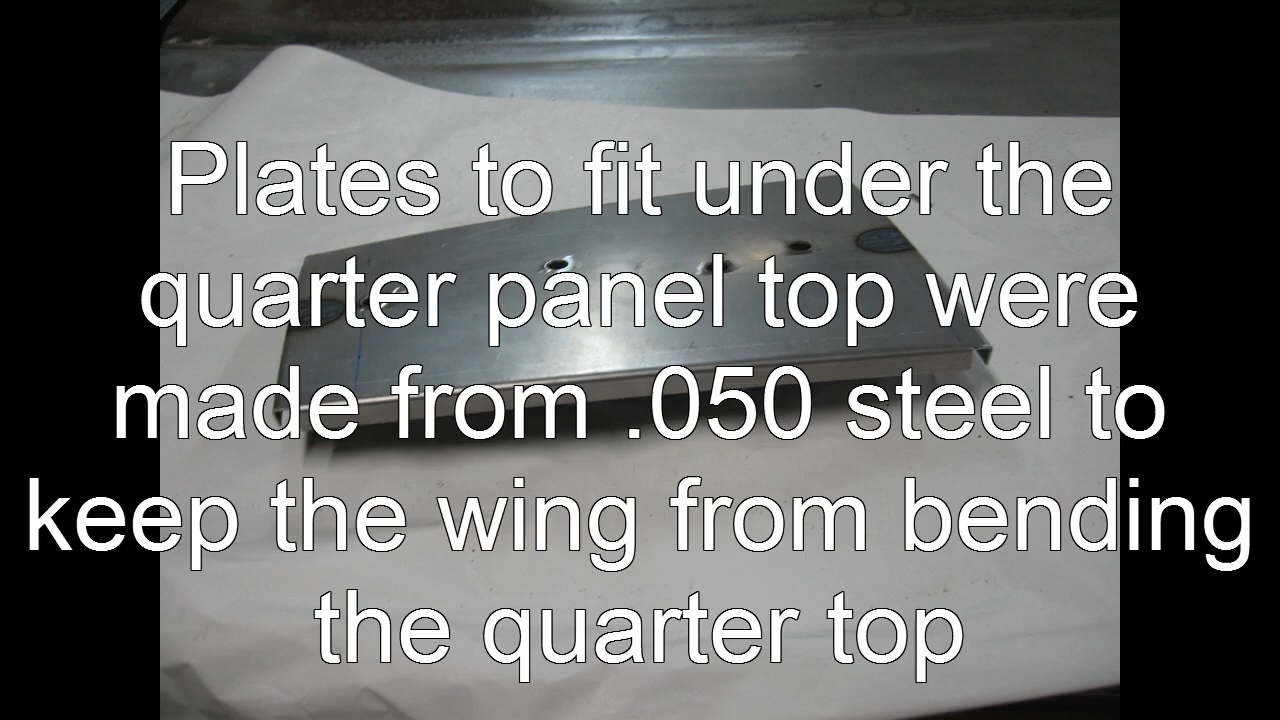 Plates to fit under the
quarter panel top were
made from .050 steel to
keep the wing from bending
the quarter top